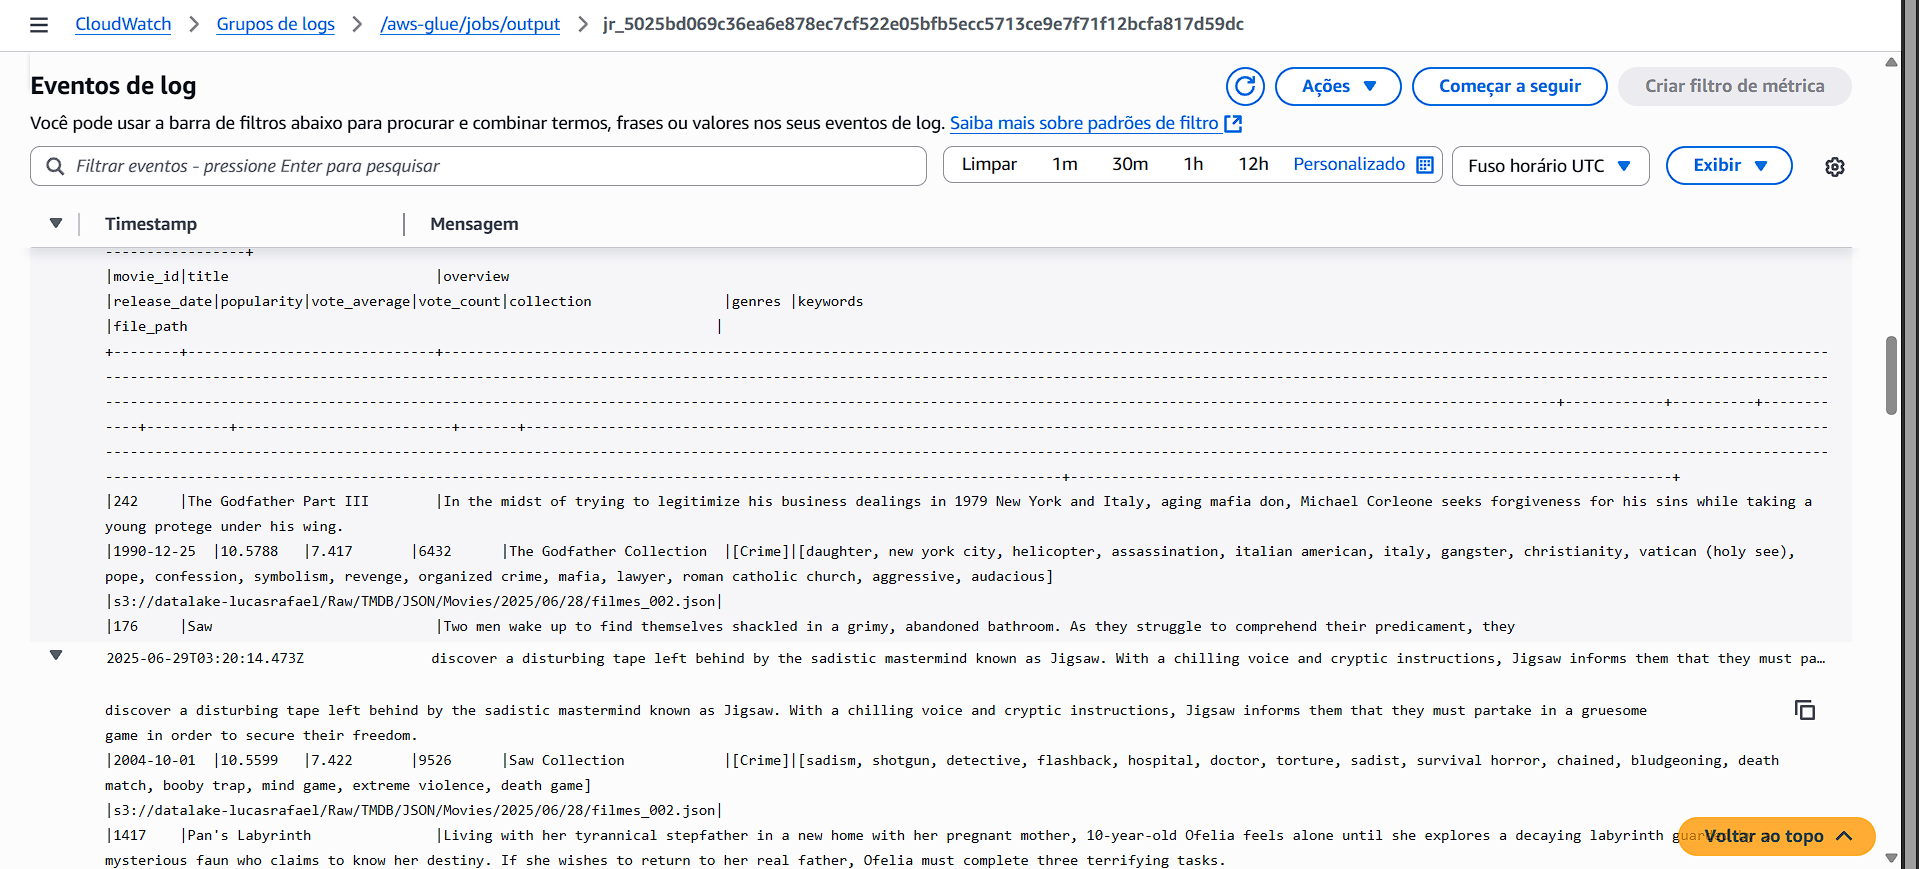 CloudWatch > Grupos de logs > /aws-glue/jobs/output > jr_5025bd069c36ea6e878ec7cf522e05bfb5ecc5713ce9e7f71f12bcfa817d59dc
Eventos de log
Ações
Começar a seguir
Criar filtro de métrica
Você pode usar a barra de filtros abaixo para procurar e combinar termos, frases ou valores nos seus eventos de log. Saiba mais sobre padrões de filtro
Filtrar eventos - pressione Enter para pesquisar
Limpar 1m 30m 1h 12h Personalizado
Fuso horário UTC
Exibir
Timestamp | Mensagem
-----------------+
|movie_id|title |overview
|release_date|popularity|vote_average|vote_count|collection |genres |keywords
|file_path |
|242 |The Godfather Part III |In the midst of trying to legitimize his business dealings in 1979 New York and Italy, aging mafia don, Michael Corleone seeks forgiveness for his sins while taking a
young protege under his wing.
|1990-12-25 |10.5788 |7.417 |6432 |The Godfather Collection |[Crime]|[daughter, new york city, helicopter, assassination, italian american, italy, gangster, christianity, vatican (holy see),
pope, confession, symbolism, revenge, organized crime, mafia, lawyer, roman catholic church, aggressive, audacious]
|s3://datalake-lucasrafael/Raw/TMDB/JSON/Movies/2025/06/28/filmes_002.json|
|176 |Saw |Two men wake up to find themselves shackled in a grimy, abandoned bathroom. As they struggle to comprehend their predicament, they
2025-06-29T03:20:14.473Z discover a disturbing tape left behind by the sadistic mastermind known as Jigsaw. With a chilling voice and cryptic instructions, Jigsaw informs them that they must pa…
discover a disturbing tape left behind by the sadistic mastermind known as Jigsaw. With a chilling voice and cryptic instructions, Jigsaw informs them that they must partake in a gruesome
game in order to secure their freedom.
|2004-10-01 |10.5599 |7.422 |9526 |Saw Collection |[Crime]|[sadism, shotgun, detective, flashback, hospital, doctor, torture, sadist, survival horror, chained, bludgeoning, death
match, booby trap, mind game, extreme violence, death game]
|s3://datalake-lucasrafael/Raw/TMDB/JSON/Movies/2025/06/28/filmes_002.json|
|1417 |Pan's Labyrinth |Living with her tyrannical stepfather in a new home with her pregnant mother, 10-year-old Ofelia feels alone until she explores a decaying labyrinth
Voltar ao topo
mysterious faun who claims to know her destiny. If she wishes to return to her real father, Ofelia must complete three terrifying tasks.